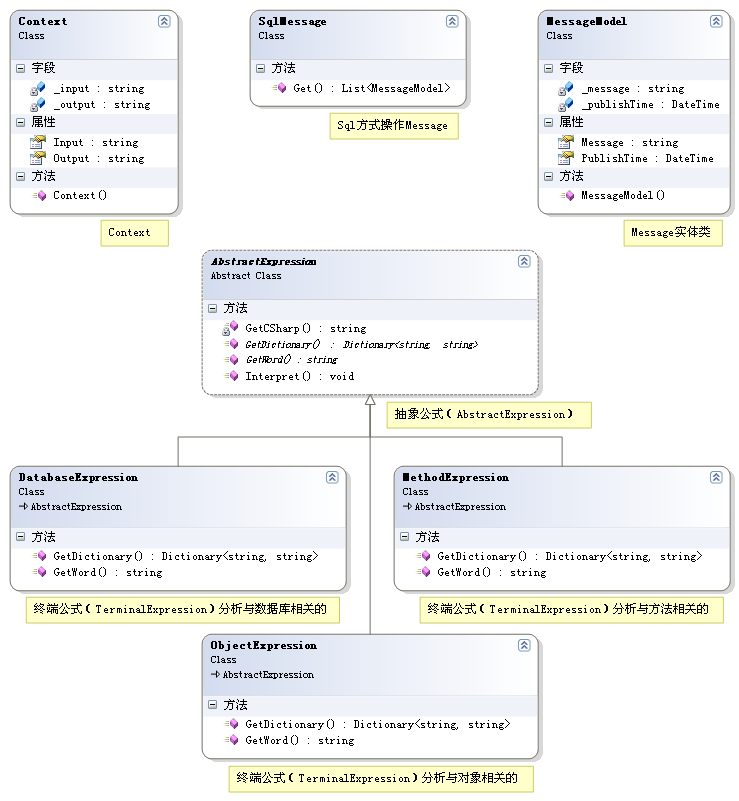 Context
Class
字段
_input : string
_output : string
属性
Input : string
Output : string
方法
Context()
Context
SqlMessage
Class
方法
Get() : List<MessageModel>
Sql方式操作Message
MessageModel
Class
字段
_message : string
_publishTime : DateTime
属性
Message : string
PublishTime : DateTime
方法
MessageModel()
Message实体类
AbstractExpression
Abstract Class
方法
GetCSharp() : string
GetDictionary() : Dictionary<string, string>
GetWord() : string
Interpret() : void
抽象公式(AbstractExpression)
DatabaseExpression
Class
AbstractExpression
方法
GetDictionary() : Dictionary<string, string>
GetWord() : string
终端公式(TerminalExpression)分析与数据库相关的
MethodExpression
Class
AbstractExpression
方法
GetDictionary() : Dictionary<string, string>
GetWord() : string
终端公式(TerminalExpression)分析与方法相关的
ObjectExpression
Class
AbstractExpression
方法
GetDictionary() : Dictionary<string, string>
GetWord() : string
终端公式(TerminalExpression)分析与对象相关的